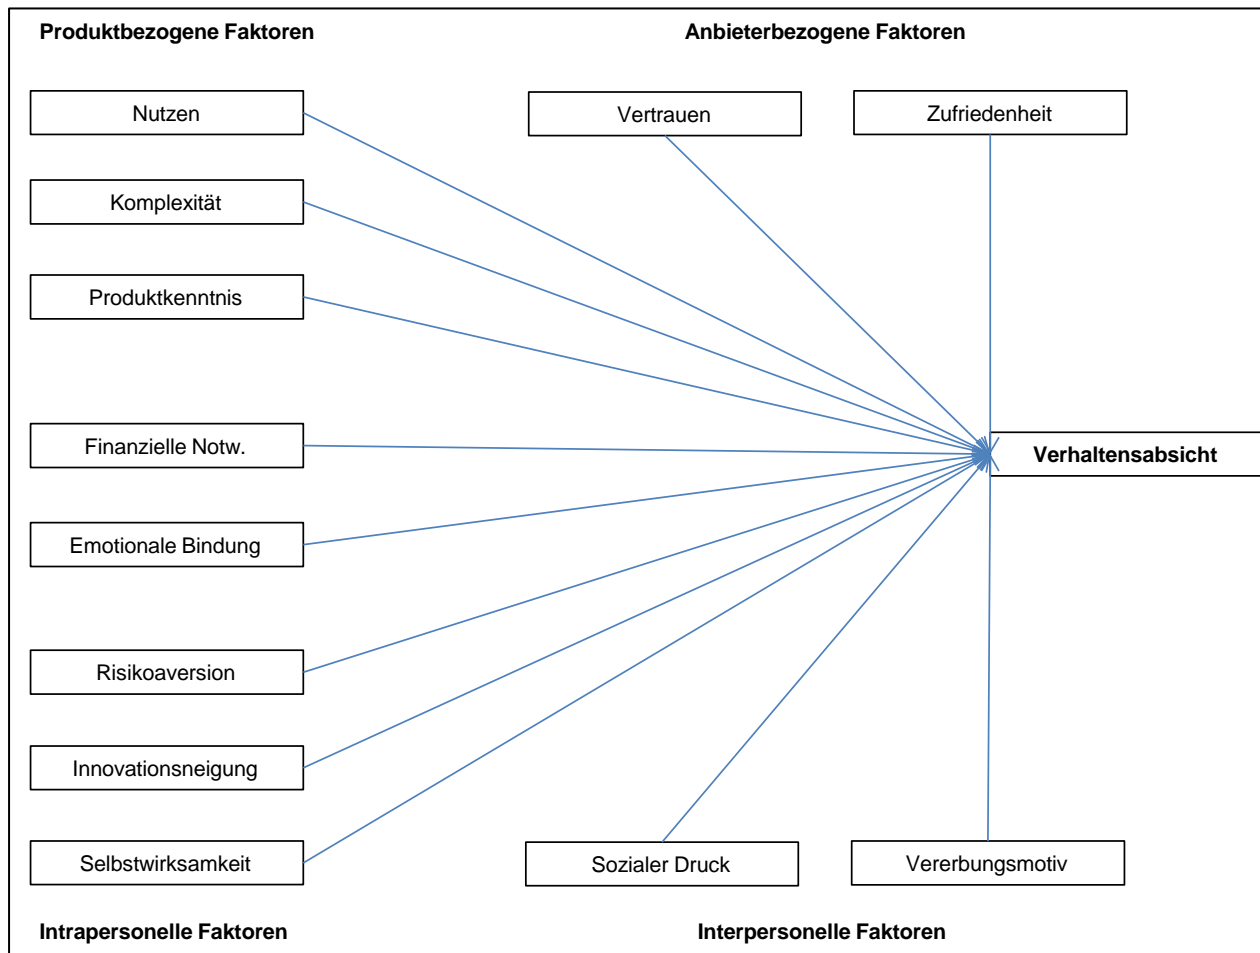 Produktbezogene Faktoren
Anbieterbezogene Faktoren
Nutzen
Vertrauen
Zufriedenheit
Komplexität
Produktkenntnis
Finanzielle Notw.
Verhaltensabsicht
Emotionale Bindung
Risikoaversion
Innovationsneigung
Selbstwirksamkeit
Sozialer Druck
Vererbungsmotiv
Intrapersonelle Faktoren
Interpersonelle Faktoren